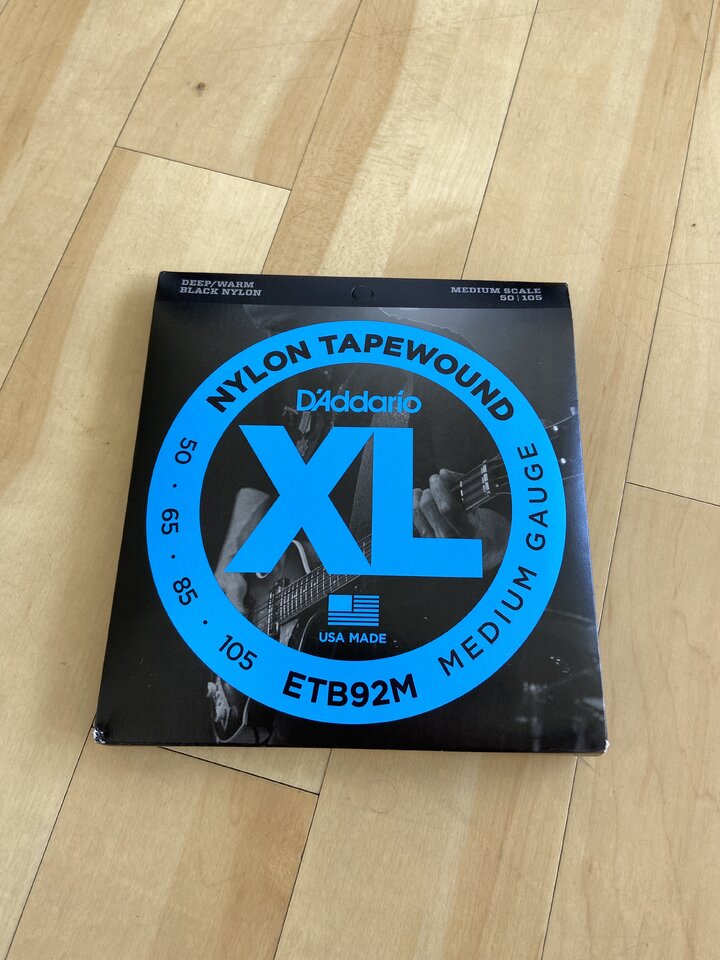 DEEP/WARM
BLACK NYLON
MEDIUM SCALE
50|105
NYLON TAPEWOUND
D'Addario
XL
50 · 65 · 85 · 105
MEDIUM GAUGE
USA MADE
ETB92M